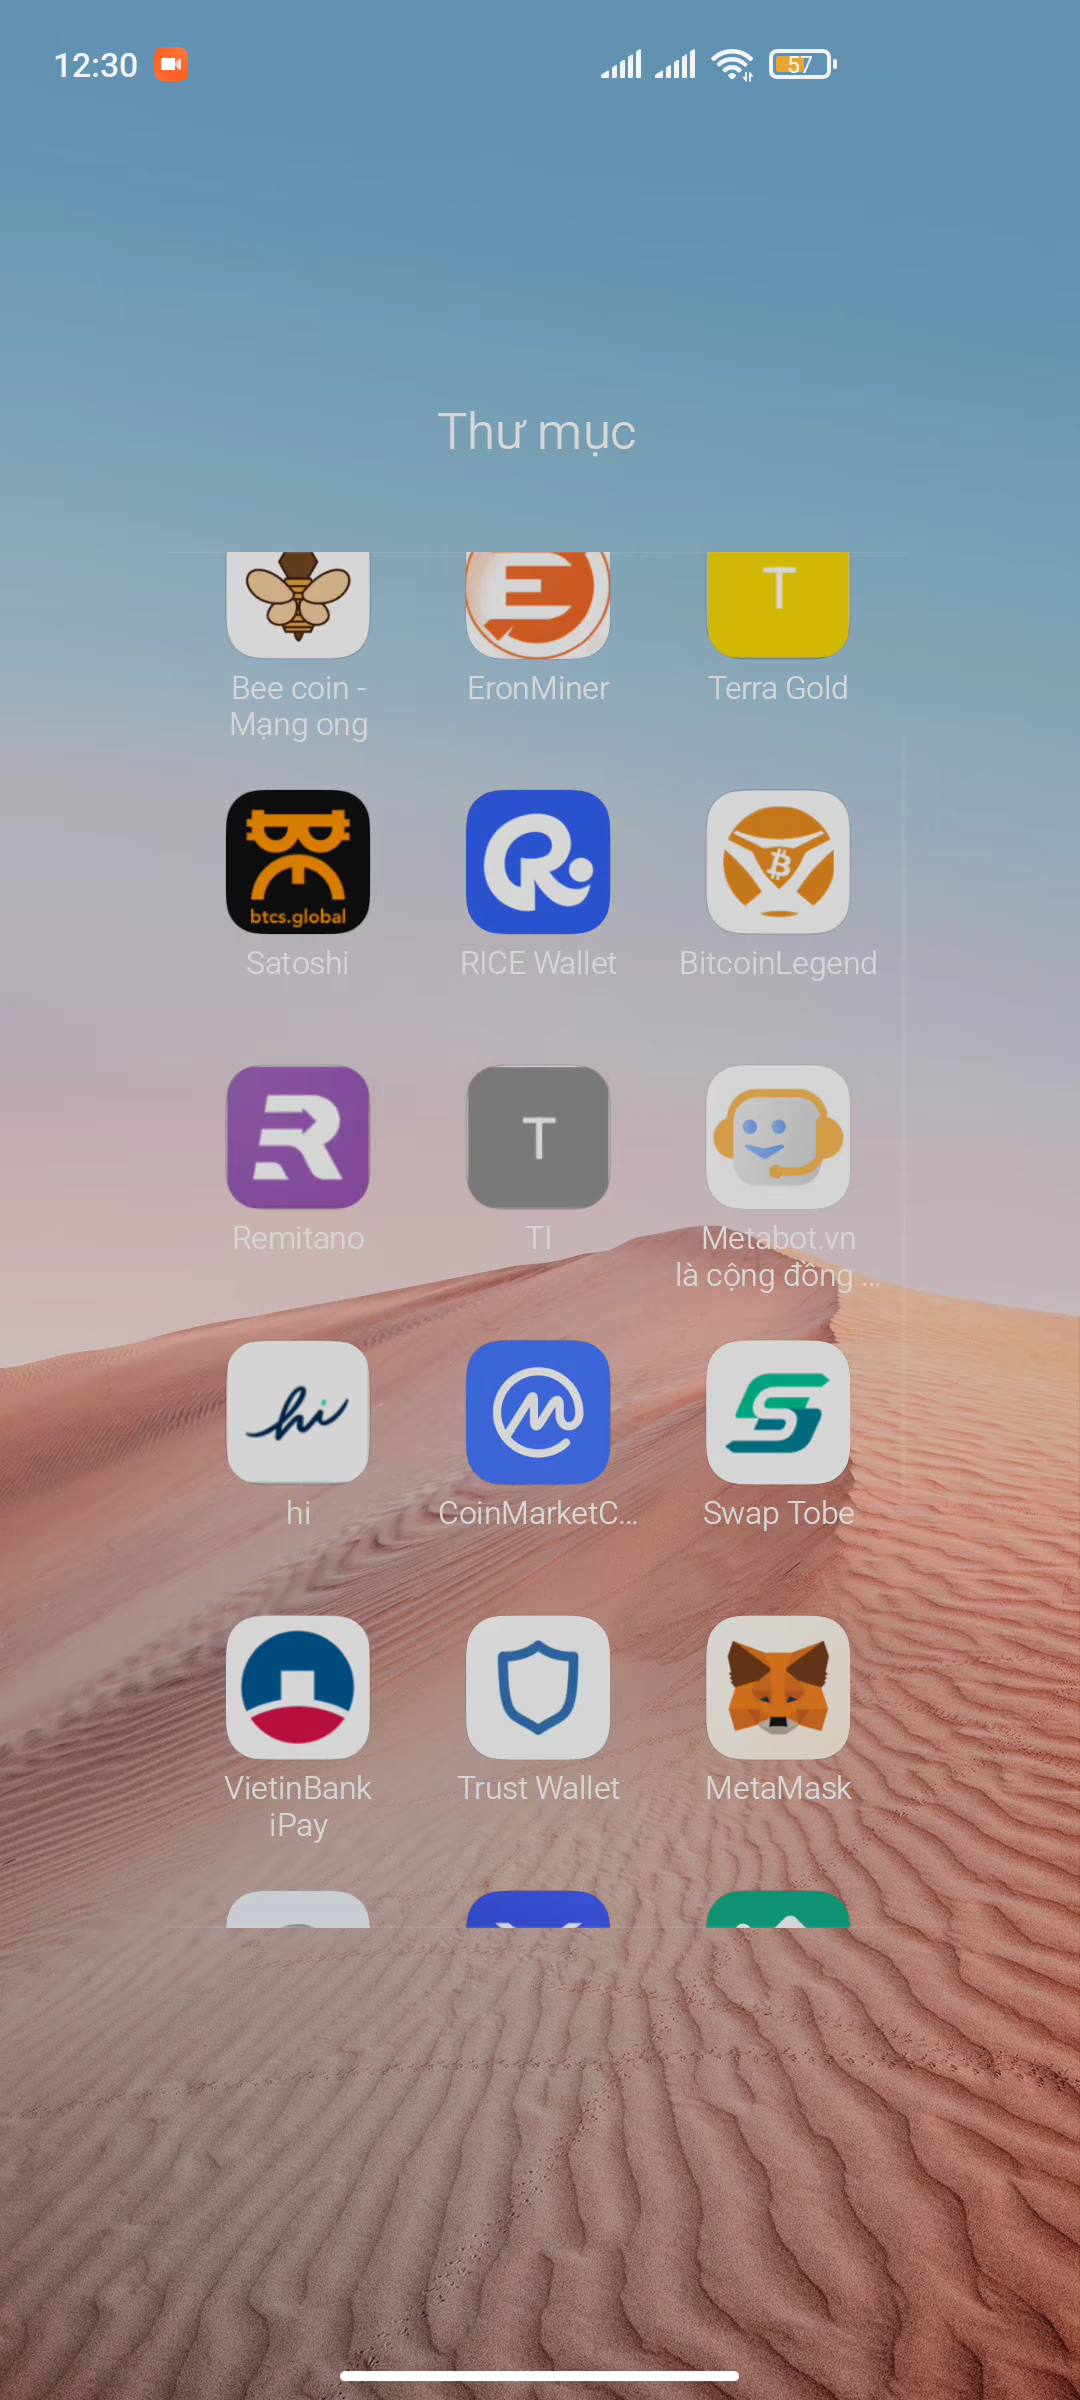 12:30
57
Thư mục
E
T
Bee coin -
Mạng ong
EronMiner
Terra Gold
btcs.global
Satoshi
RICE Wallet
BitcoinLegend
R
T
Remitano
TI
Metabot.vn
là cộng đồng ...
hi
hi
CoinMarketC...
Swap Tobe
VietinBank
iPay
Trust Wallet
MetaMask